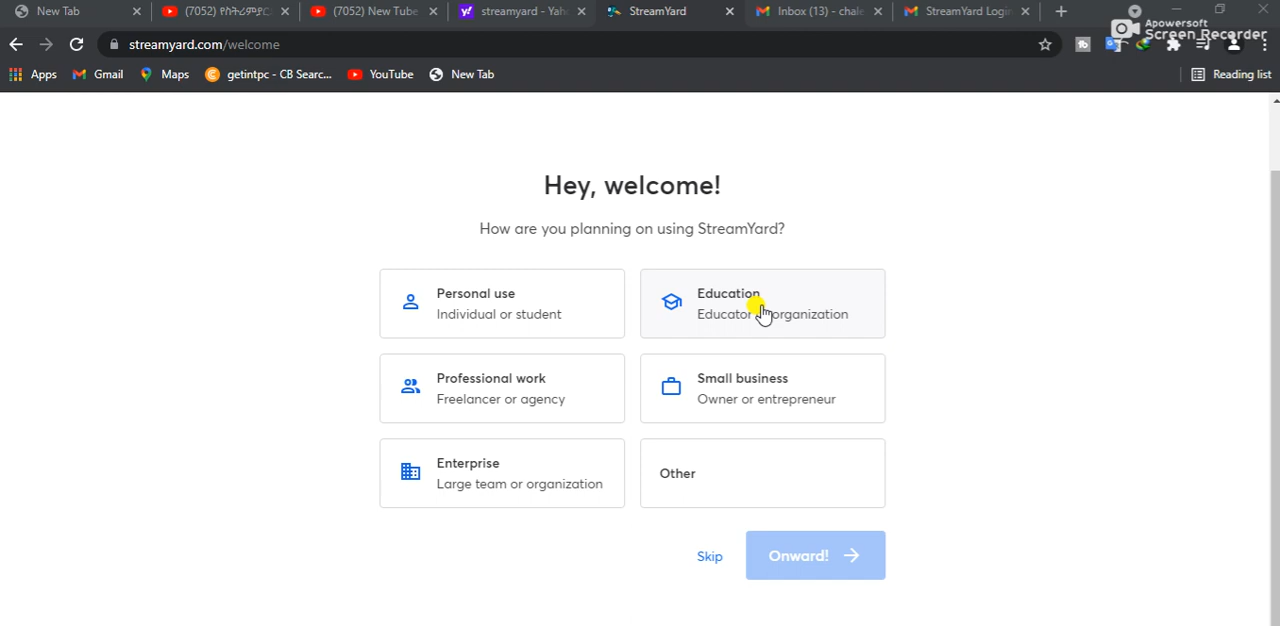 New Tab
(7052) የስትሪምያር
(7052) New Tube
streamyard - Yah
StreamYard
Inbox (13) - chale
StreamYard Login
Apowersoft
Screen Recorder
streamyard.com/welcome
Apps
Gmail
Maps
getintpc - CB Searc...
YouTube
New Tab
Reading list
Hey, welcome!
How are you planning on using StreamYard?
Personal use
Individual or student
Education
Educator organization
Professional work
Freelancer or agency
Small business
Owner or entrepreneur
Enterprise
Large team or organization
Other
Skip
Onward!